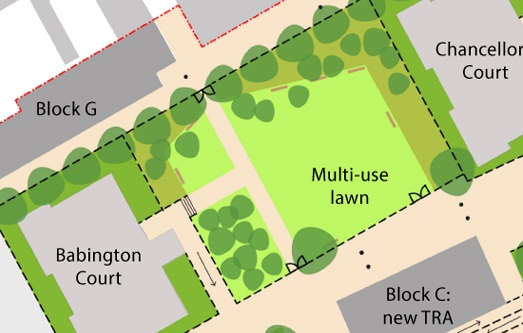 Chancellor
Court
Block G
Multi-use
lawn
Babington
Court
Block C:
new TRA